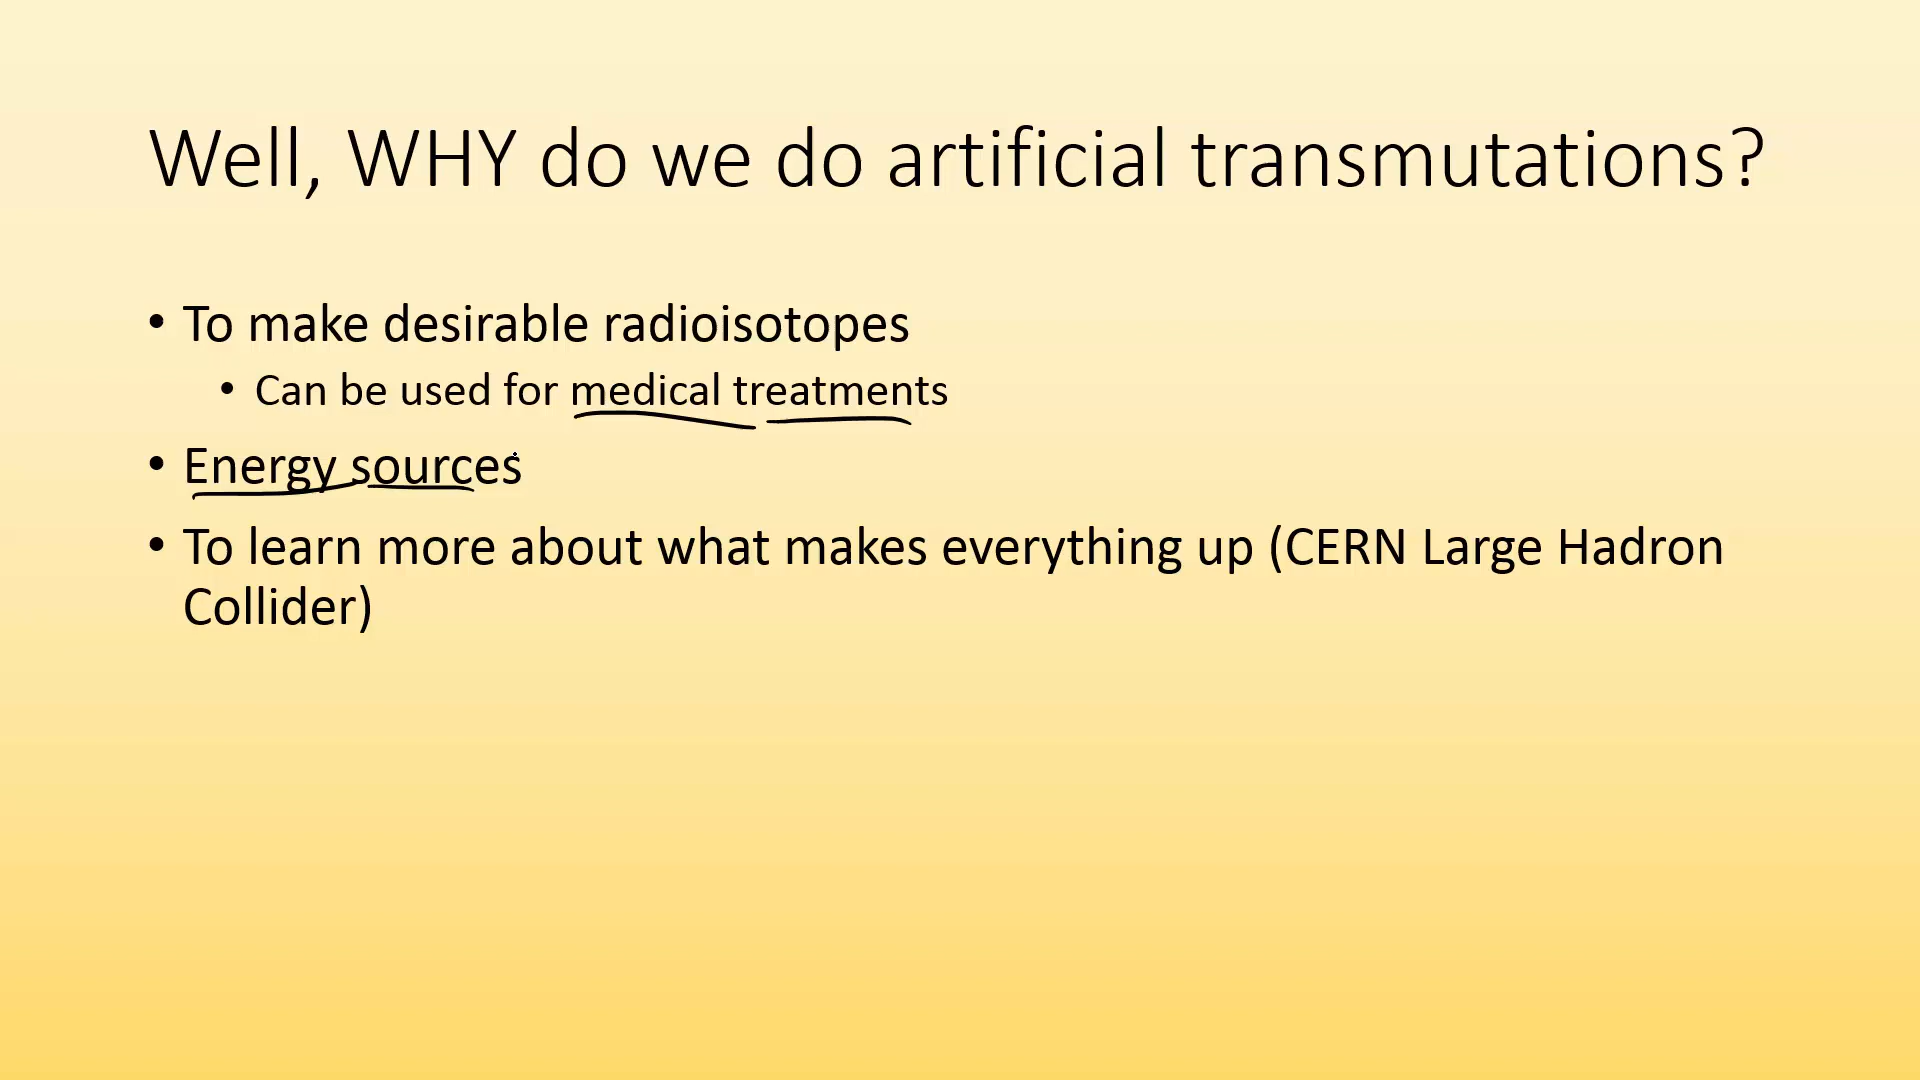 Well, WHY do we do artificial transmutations?
• To make desirable radioisotopes
• Can be used for medical treatments
• Energy sources
• To learn more about what makes everything up (CERN Large Hadron
Collider)